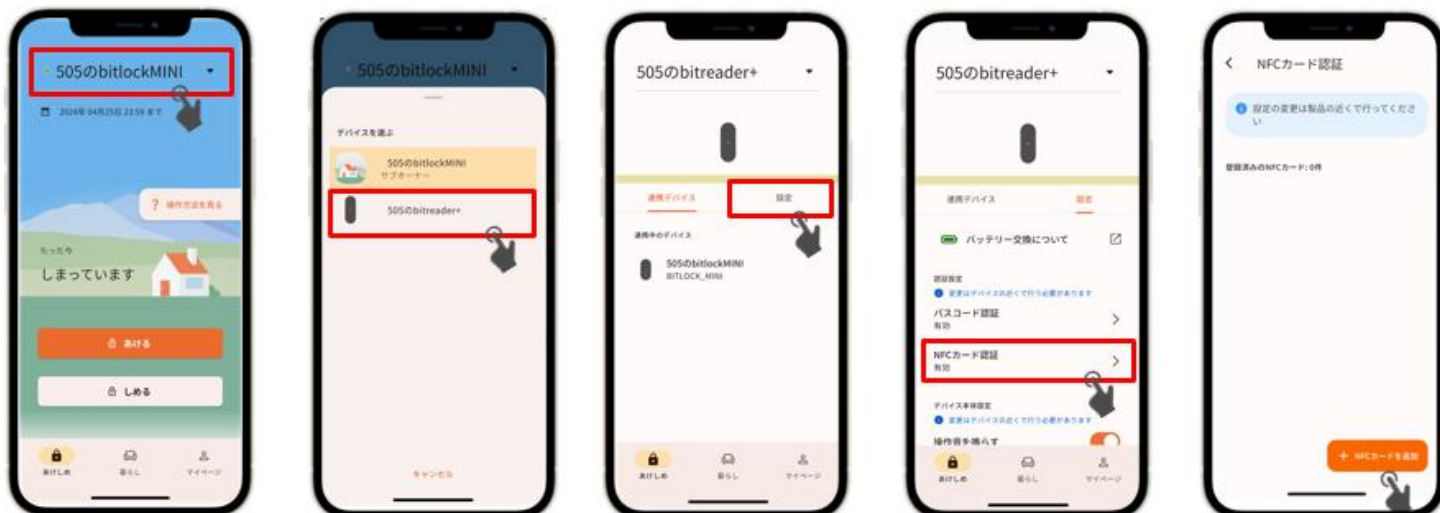 505のbitlockMINI
2024年 04月25日 23:59 まで
? 操作方法を見る
たった今
しまっています
あける
しめる
あけしめ
暮らし
マイページ
505のbitlockMINI
デバイスを選ぶ
505のbitlockMINI
サブオーナー
505のbitreader+
キャンセル
505のbitreader+
連携デバイス
設定
連携中のデバイス
505のbitlockMINI
BITLOCK_MINI
あけしめ
暮らし
マイページ
505のbitreader+
連携デバイス
設定
バッテリー交換について
認証設定
変更はデバイスの近くで行う必要があります
パスコード認証
有効
NFCカード認証
有効
デバイス本体設定
変更はデバイスの近くで行う必要があります
操作音を鳴らす
あけしめ
暮らし
マイページ
NFCカード認証
設定の変更は製品の近くで行ってくださ
い
登録済みのNFCカード: 0件
+ NFCカードを追加